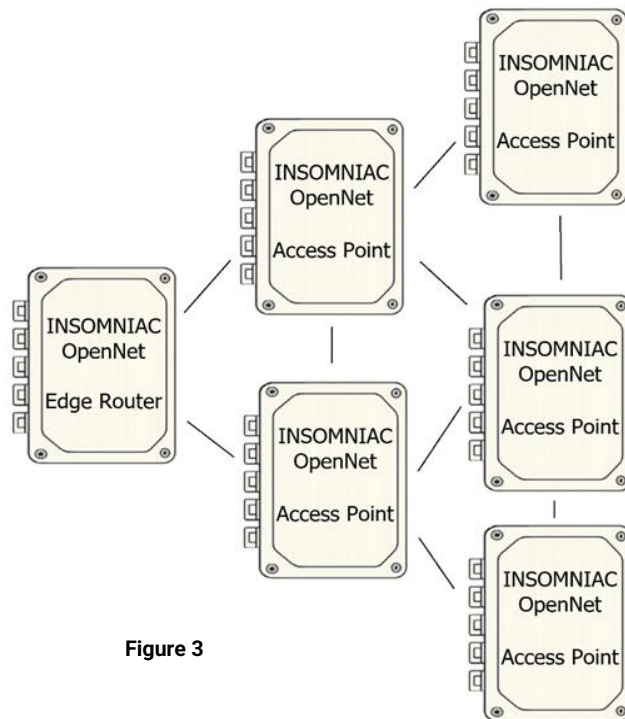 INSOMNIAC
OpenNet
Access Point
INSOMNIAC
OpenNet
Access Point
INSOMNIAC
OpenNet
Edge Router
INSOMNIAC
OpenNet
Access Point
INSOMNIAC
OpenNet
Access Point
INSOMNIAC
OpenNet
Access Point
Figure 3